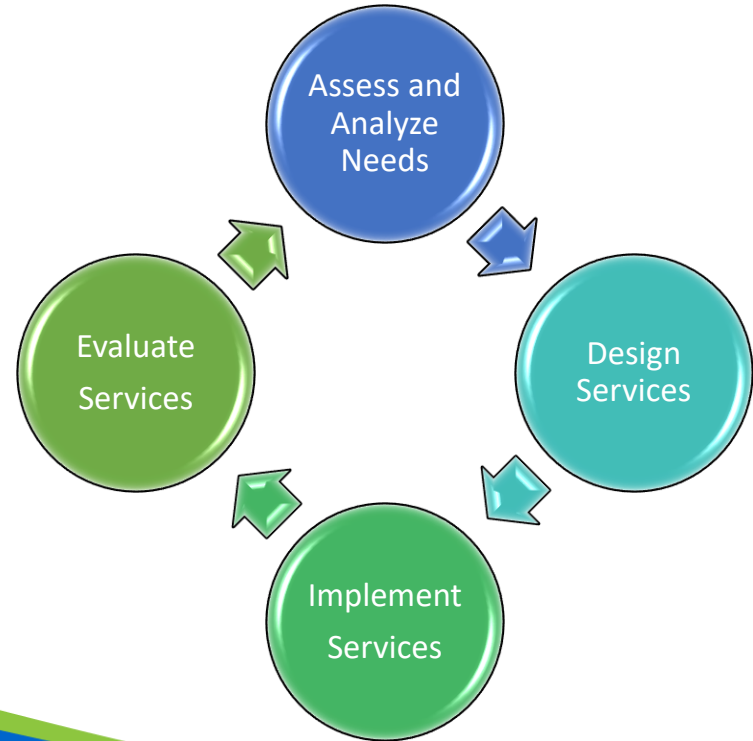 Assess and
Analyze
Needs
Design
Services
Implement
Services
Evaluate
Services